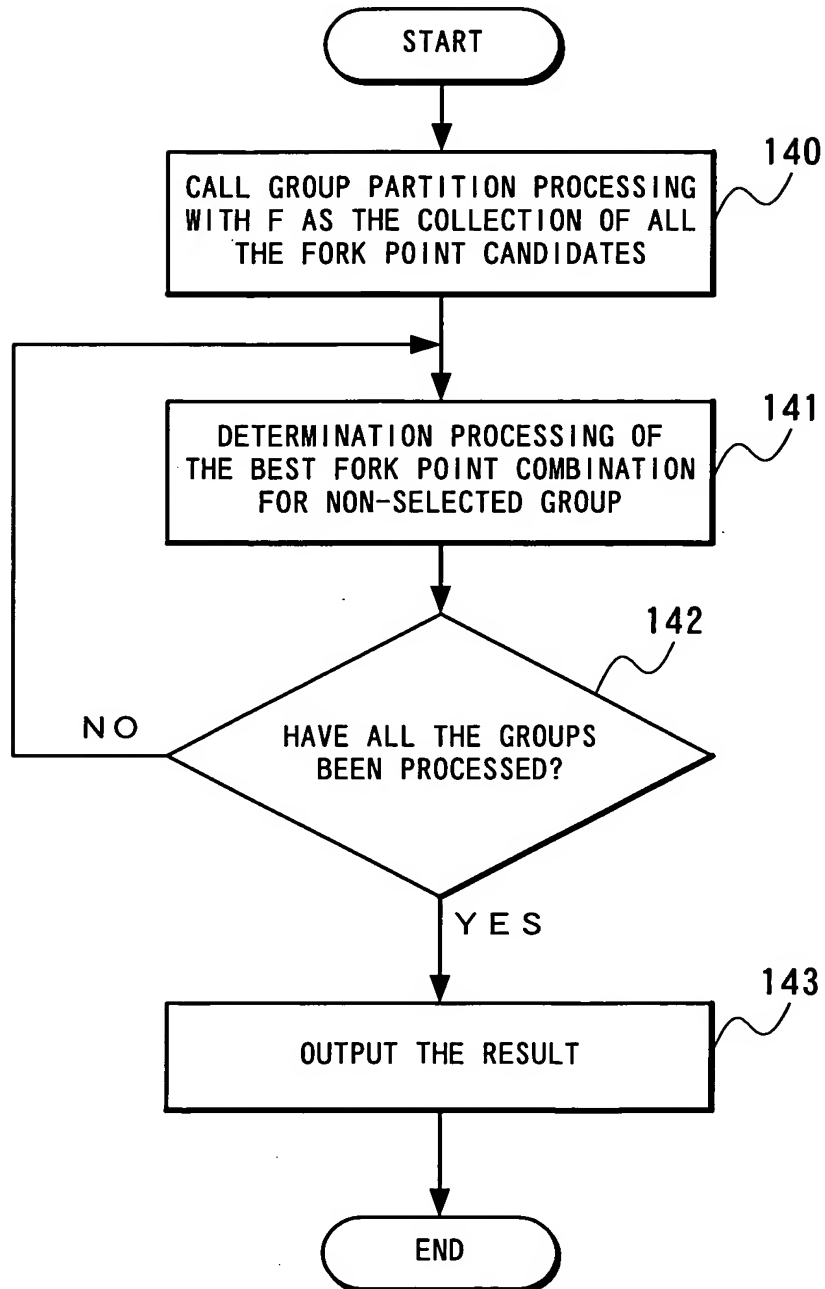 START
140
CALL GROUP PARTITION PROCESSING
WITH F AS THE COLLECTION OF ALL
THE FORK POINT CANDIDATES
141
DETERMINATION PROCESSING OF
THE BEST FORK POINT COMBINATION
FOR NON-SELECTED GROUP
142
NO
HAVE ALL THE GROUPS
BEEN PROCESSED?
YES
143
OUTPUT THE RESULT
END